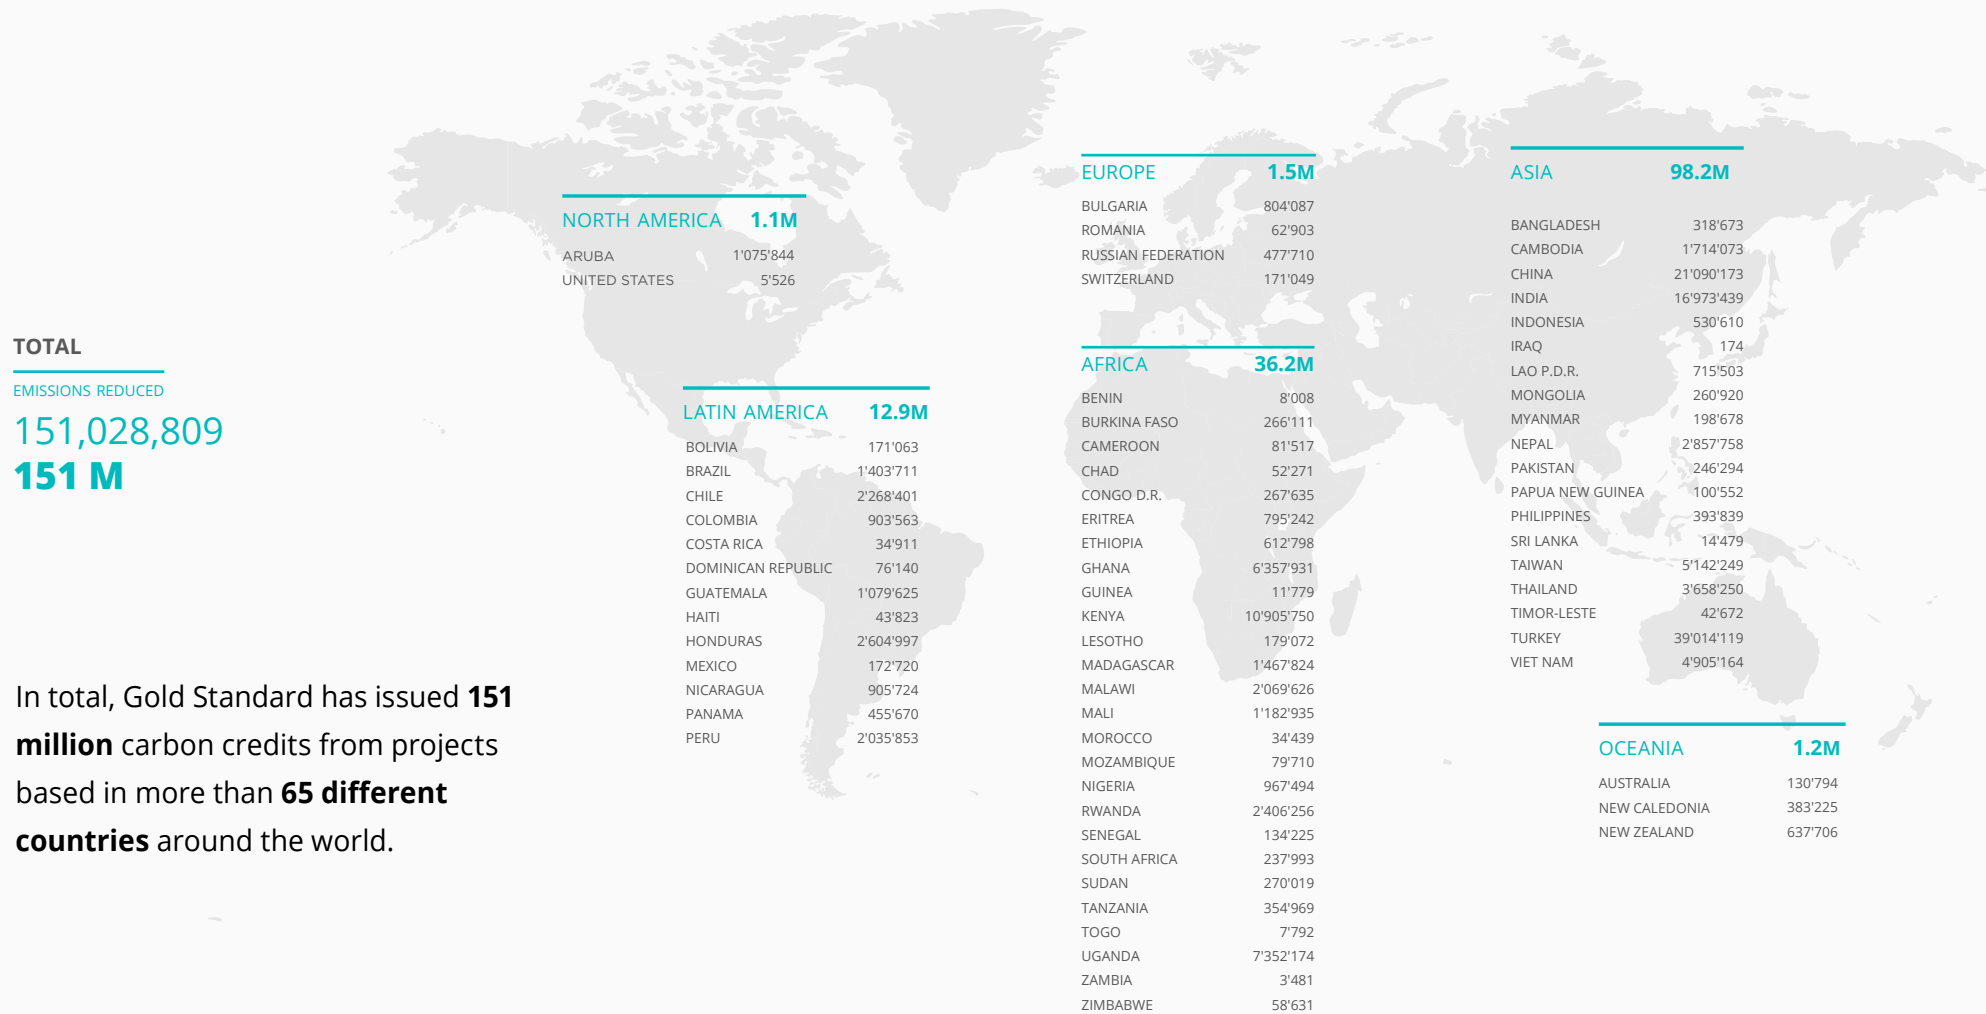 TOTAL
EMISSIONS REDUCED
151,028,809
151 M
In total, Gold Standard has issued 151
million carbon credits from projects
based in more than 65 different
countries around the world.
NORTH AMERICA 1.1M
ARUBA 1'075'844
UNITED STATES 5'526
LATIN AMERICA 12.9M
BOLIVIA 171'063
BRAZIL 1'403'711
CHILE 2'268'401
COLOMBIA 903'563
COSTA RICA 34'911
DOMINICAN REPUBLIC 76'140
GUATEMALA 1'079'625
HAITI 43'823
HONDURAS 2'604'997
MEXICO 172'720
NICARAGUA 905'724
PANAMA 455'670
PERU 2'035'853
EUROPE 1.5M
BULGARIA 804'087
ROMANIA 62'903
RUSSIAN FEDERATION 477'710
SWITZERLAND 171'049
AFRICA 36.2M
BENIN 8'008
BURKINA FASO 266'111
CAMEROON 81'517
CHAD 52'271
CONGO D.R. 267'635
ERITREA 795'242
ETHIOPIA 612'798
GHANA 6'357'931
GUINEA 11'779
KENYA 10'905'750
LESOTHO 179'072
MADAGASCAR 1'467'824
MALAWI 2'069'626
MALI 1'182'935
MOROCCO 34'439
MOZAMBIQUE 79'710
NIGERIA 967'494
RWANDA 2'406'256
SENEGAL 134'225
SOUTH AFRICA 237'993
SUDAN 270'019
TANZANIA 354'969
TOGO 7'792
UGANDA 7'352'174
ZAMBIA 3'481
ZIMBABWE 58'631
ASIA 98.2M
BANGLADESH 318'673
CAMBODIA 1'714'073
CHINA 21'090'173
INDIA 16'973'439
INDONESIA 530'610
IRAQ 174
LAO P.D.R. 715'503
MONGOLIA 260'920
MYANMAR 198'678
NEPAL 2'857'758
PAKISTAN 246'294
PAPUA NEW GUINEA 100'552
PHILIPPINES 393'839
SRI LANKA 14'479
TAIWAN 5'142'249
THAILAND 3'658'250
TIMOR-LESTE 42'672
TURKEY 39'014'119
VIET NAM 4'905'164
OCEANIA 1.2M
AUSTRALIA 130'794
NEW CALEDONIA 383'225
NEW ZEALAND 637'706